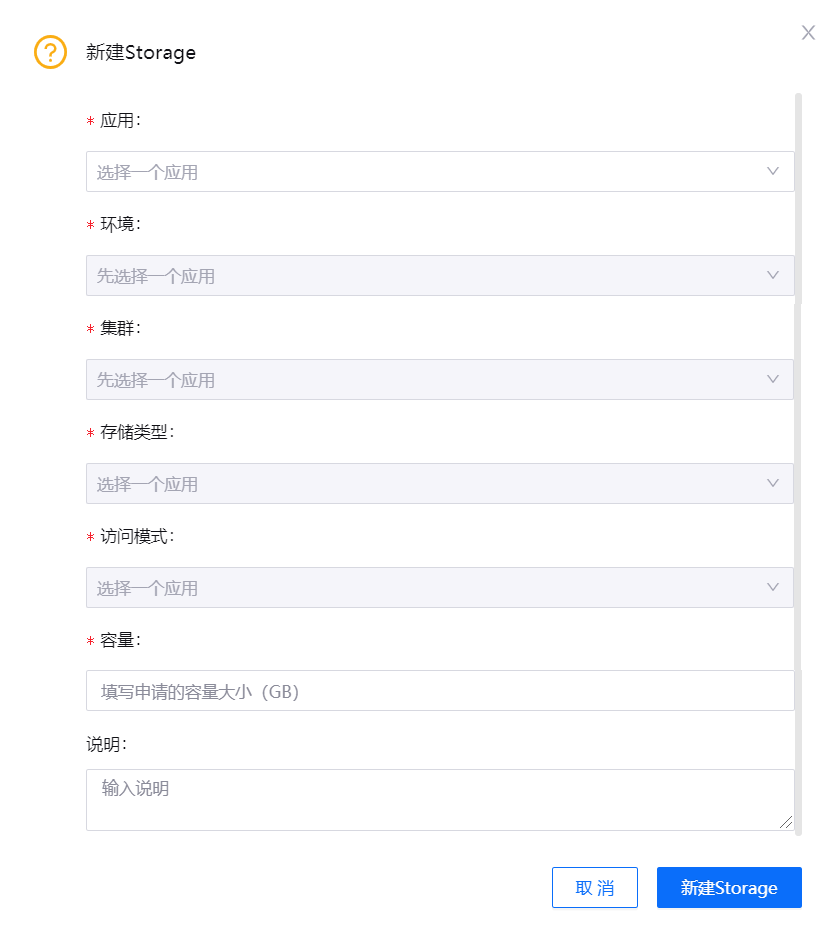 新建Storage
* 应用：
选择一个应用
* 环境：
先选择一个应用
* 集群：
先选择一个应用
* 存储类型：
选择一个应用
* 访问模式：
选择一个应用
* 容量：
填写申请的容量大小（GB）
说明：
输入说明
取 消
新建Storage